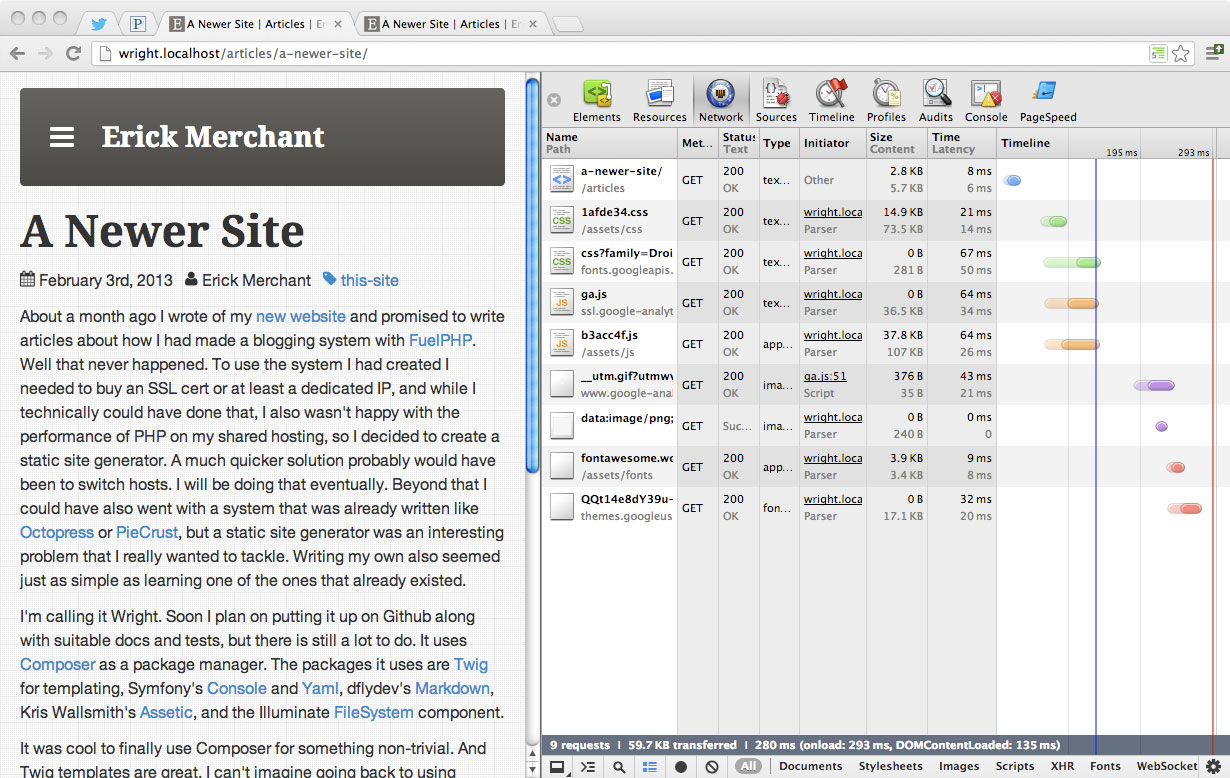 A Newer Site | Articles | Er
A Newer Site | Articles | Er
wright.localhost/articles/a-newer-site/
Erick Merchant
A Newer Site
February 3rd, 2013 Erick Merchant this-site
About a month ago I wrote of my new website and promised to write
articles about how I had made a blogging system with FuelPHP.
Well that never happened. To use the system I had created I
needed to buy an SSL cert or at least a dedicated IP, and while I
technically could have done that, I also wasn't happy with the
performance of PHP on my shared hosting, so I decided to create a
static site generator. A much quicker solution probably would have
been to switch hosts. I will be doing that eventually. Beyond that I
could have also went with a system that was already written like
Octopress or PieCrust, but a static site generator was an interesting
problem that I really wanted to tackle. Writing my own also seemed
just as simple as learning one of the ones that already existed.
I'm calling it Wright. Soon I plan on putting it up on Github along
with suitable docs and tests, but there is still a lot to do. It uses
Composer as a package manager. The packages it uses are Twig
for templating, Symfony's Console and Yaml, dflydev's Markdown,
Kris Wallsmith's Assetic, and the Illuminate FileSystem component.
It was cool to finally use Composer for something non-trivial. And
Twig templates are great. I can't imagine going back to using
Elements Resources Network Sources Timeline Profiles Audits Console PageSpeed
Name Met... Status Type Initiator Size Time Timeline
Path Text Content Latency 195 ms 293 ms
a-newer-site/ GET 200 tex... Other 2.8 KB 8 ms
/articles OK 5.7 KB 6 ms
1afde34.css GET 200 tex... wright.loca 14.9 KB 21 ms
/assets/css OK Parser 73.5 KB 14 ms
css?family=Droi GET 200 tex... wright.loca 0 B 67 ms
fonts.googleapis. OK Parser 281 B 50 ms
ga.js GET 200 tex... wright.loca 0 B 64 ms
ssl.google-analyt OK Parser 36.5 KB 34 ms
b3acc4f.js GET 200 app... wright.loca 37.8 KB 64 ms
/assets/js OK Parser 107 KB 26 ms
__utm.gif?utmwv GET 200 ima... ga.js:51 376 B 43 ms
www.google-anal OK Script 35 B 21 ms
data:image/png; GET Suc... ima... wright.loca 0 B 0 ms
Parser 240 B 0
fontawesome.wo GET 200 app... wright.loca 3.9 KB 9 ms
/assets/fonts OK Parser 3.4 KB 8 ms
QQt14e8dY39u- GET 200 fon... wright.loca 0 B 32 ms
themes.googleus OK Parser 17.1 KB 20 ms
9 requests | 59.7 KB transferred | 280 ms (onload: 293 ms, DOMContentLoaded: 135 ms)
All Documents Stylesheets Images Scripts XHR Fonts WebSocket